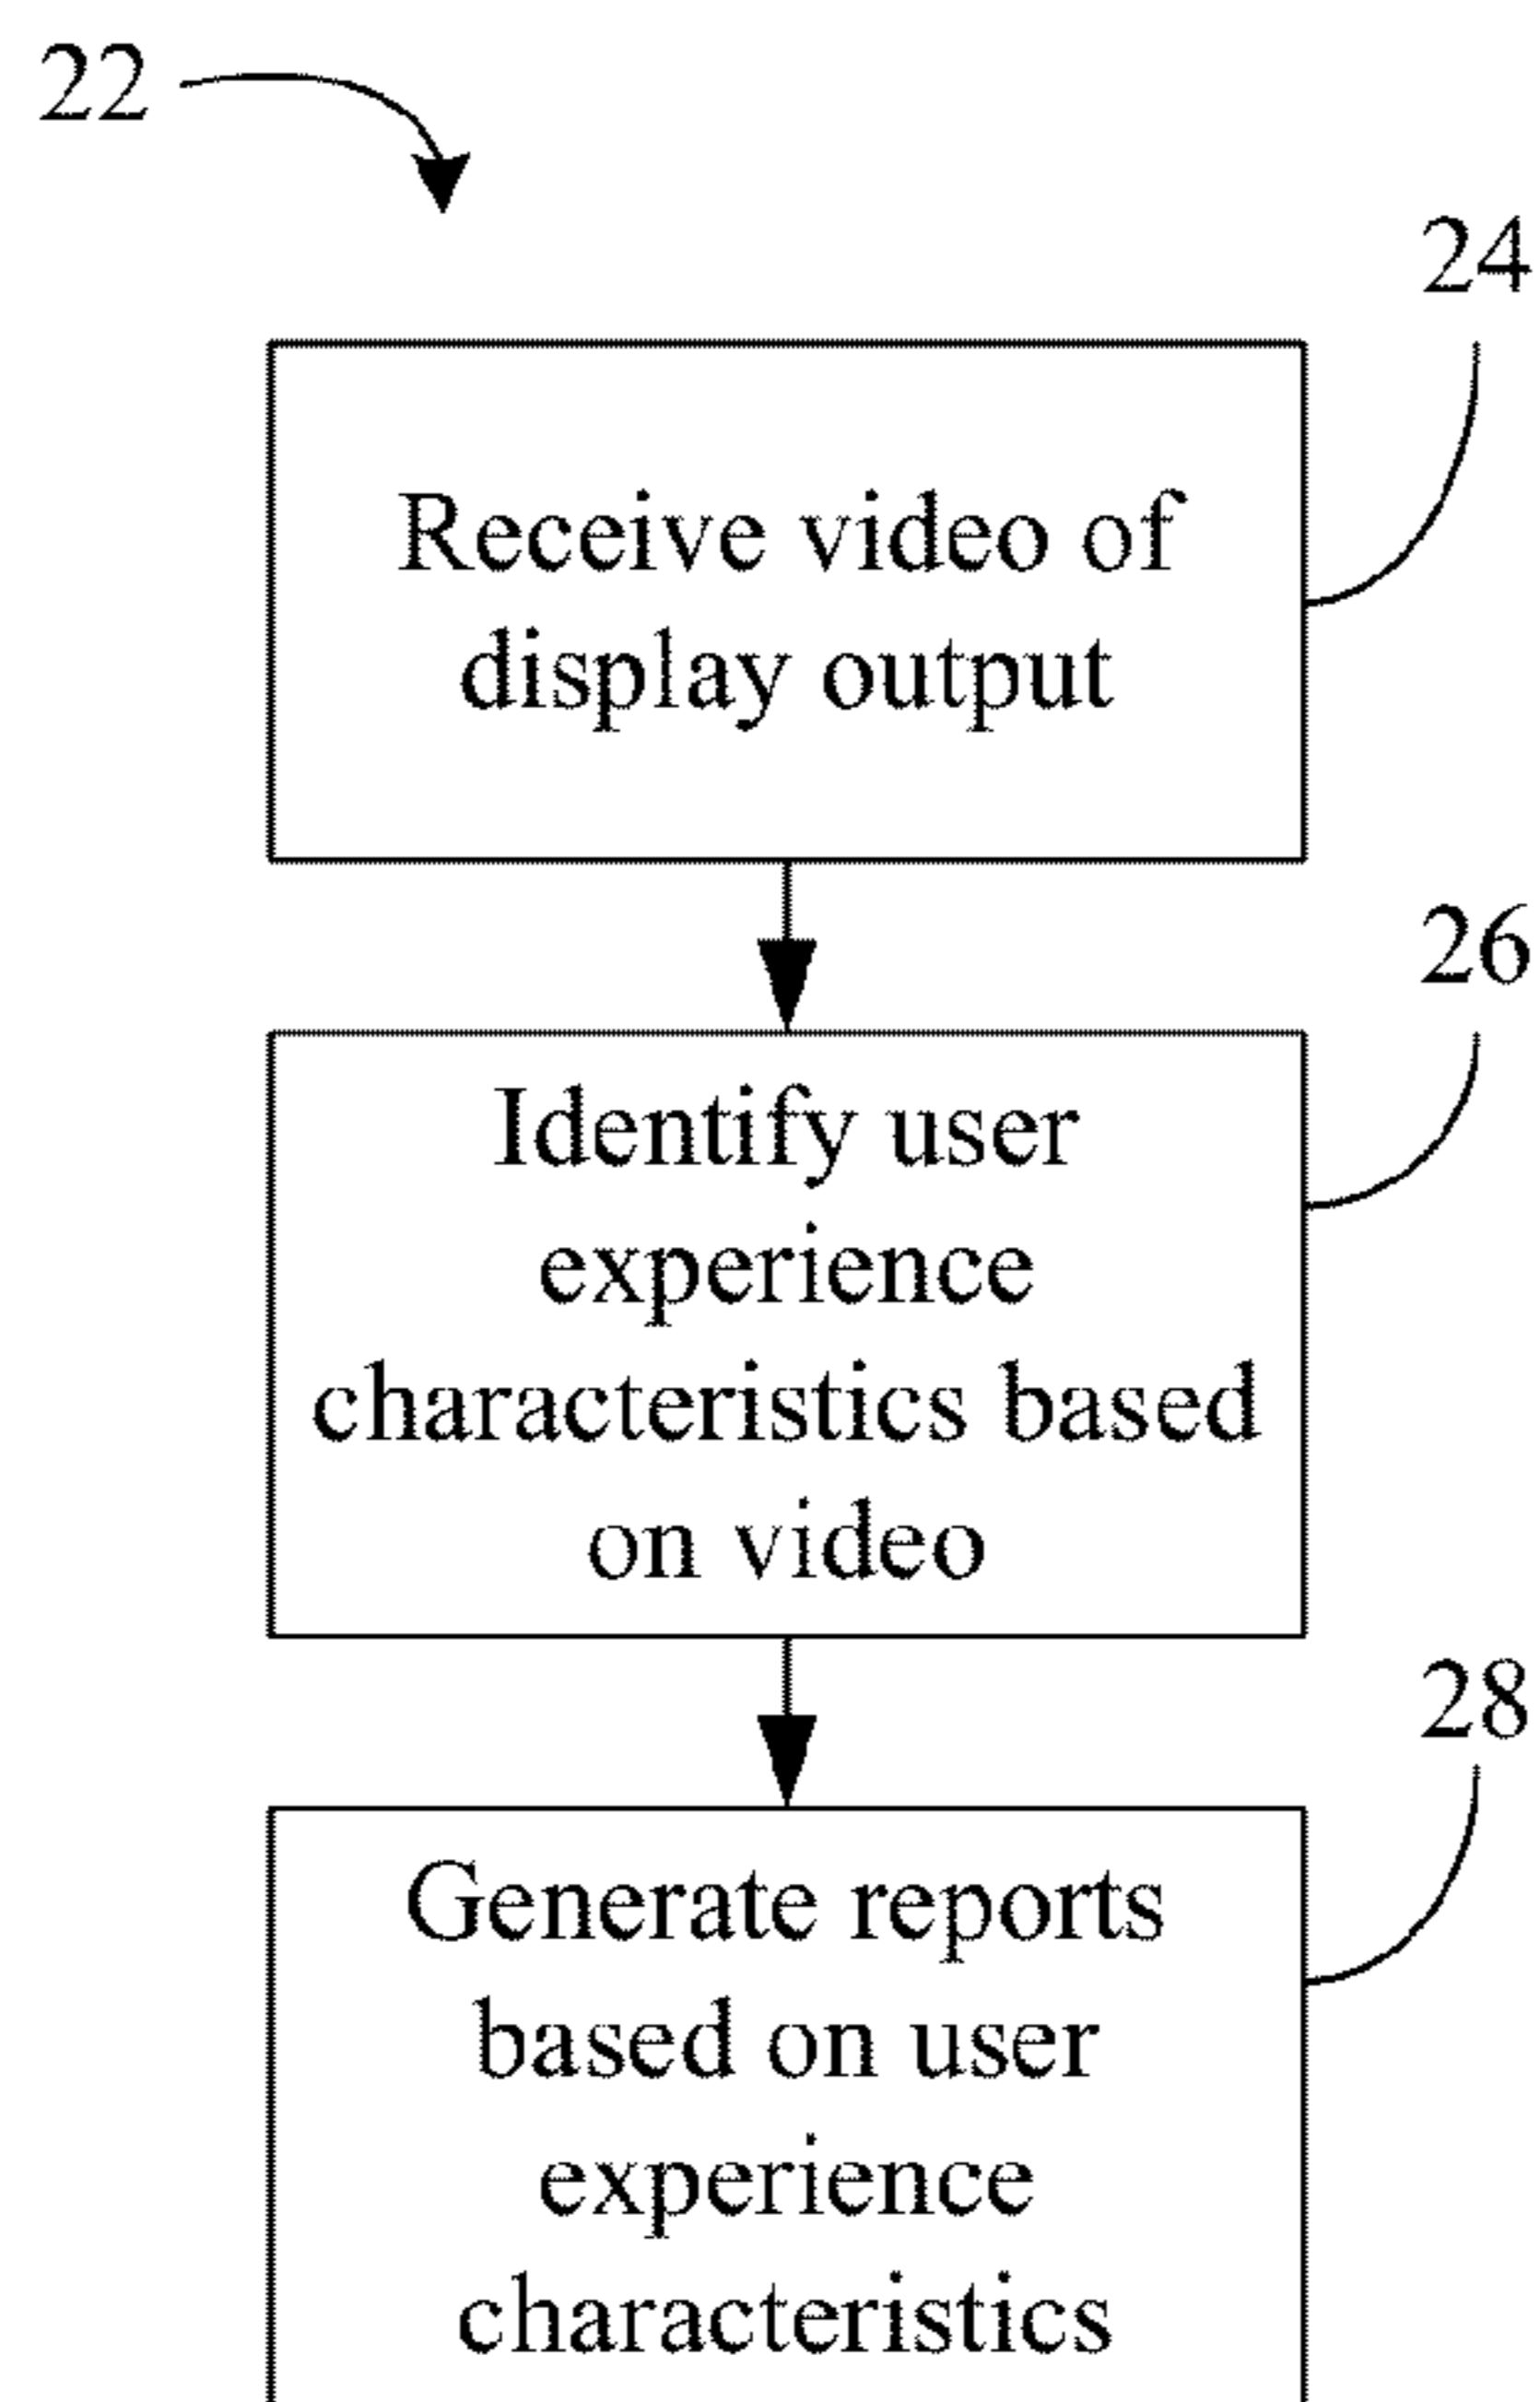 22
24
Receive video of
display output
26
Identify user
experience
characteristics based
on video
28
Generate reports
based on user
experience
characteristics